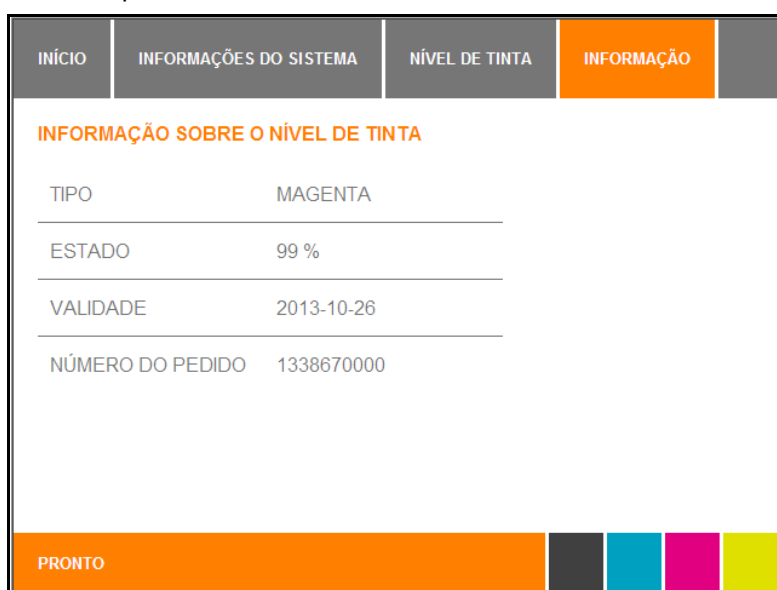 INÍCIO INFORMAÇÕES DO SISTEMA NÍVEL DE TINTA INFORMAÇÃO
INFORMAÇÃO SOBRE O NÍVEL DE TINTA
TIPO MAGENTA
ESTADO 99 %
VALIDADE 2013-10-26
NÚMERO DO PEDIDO 1338670000
PRONTO